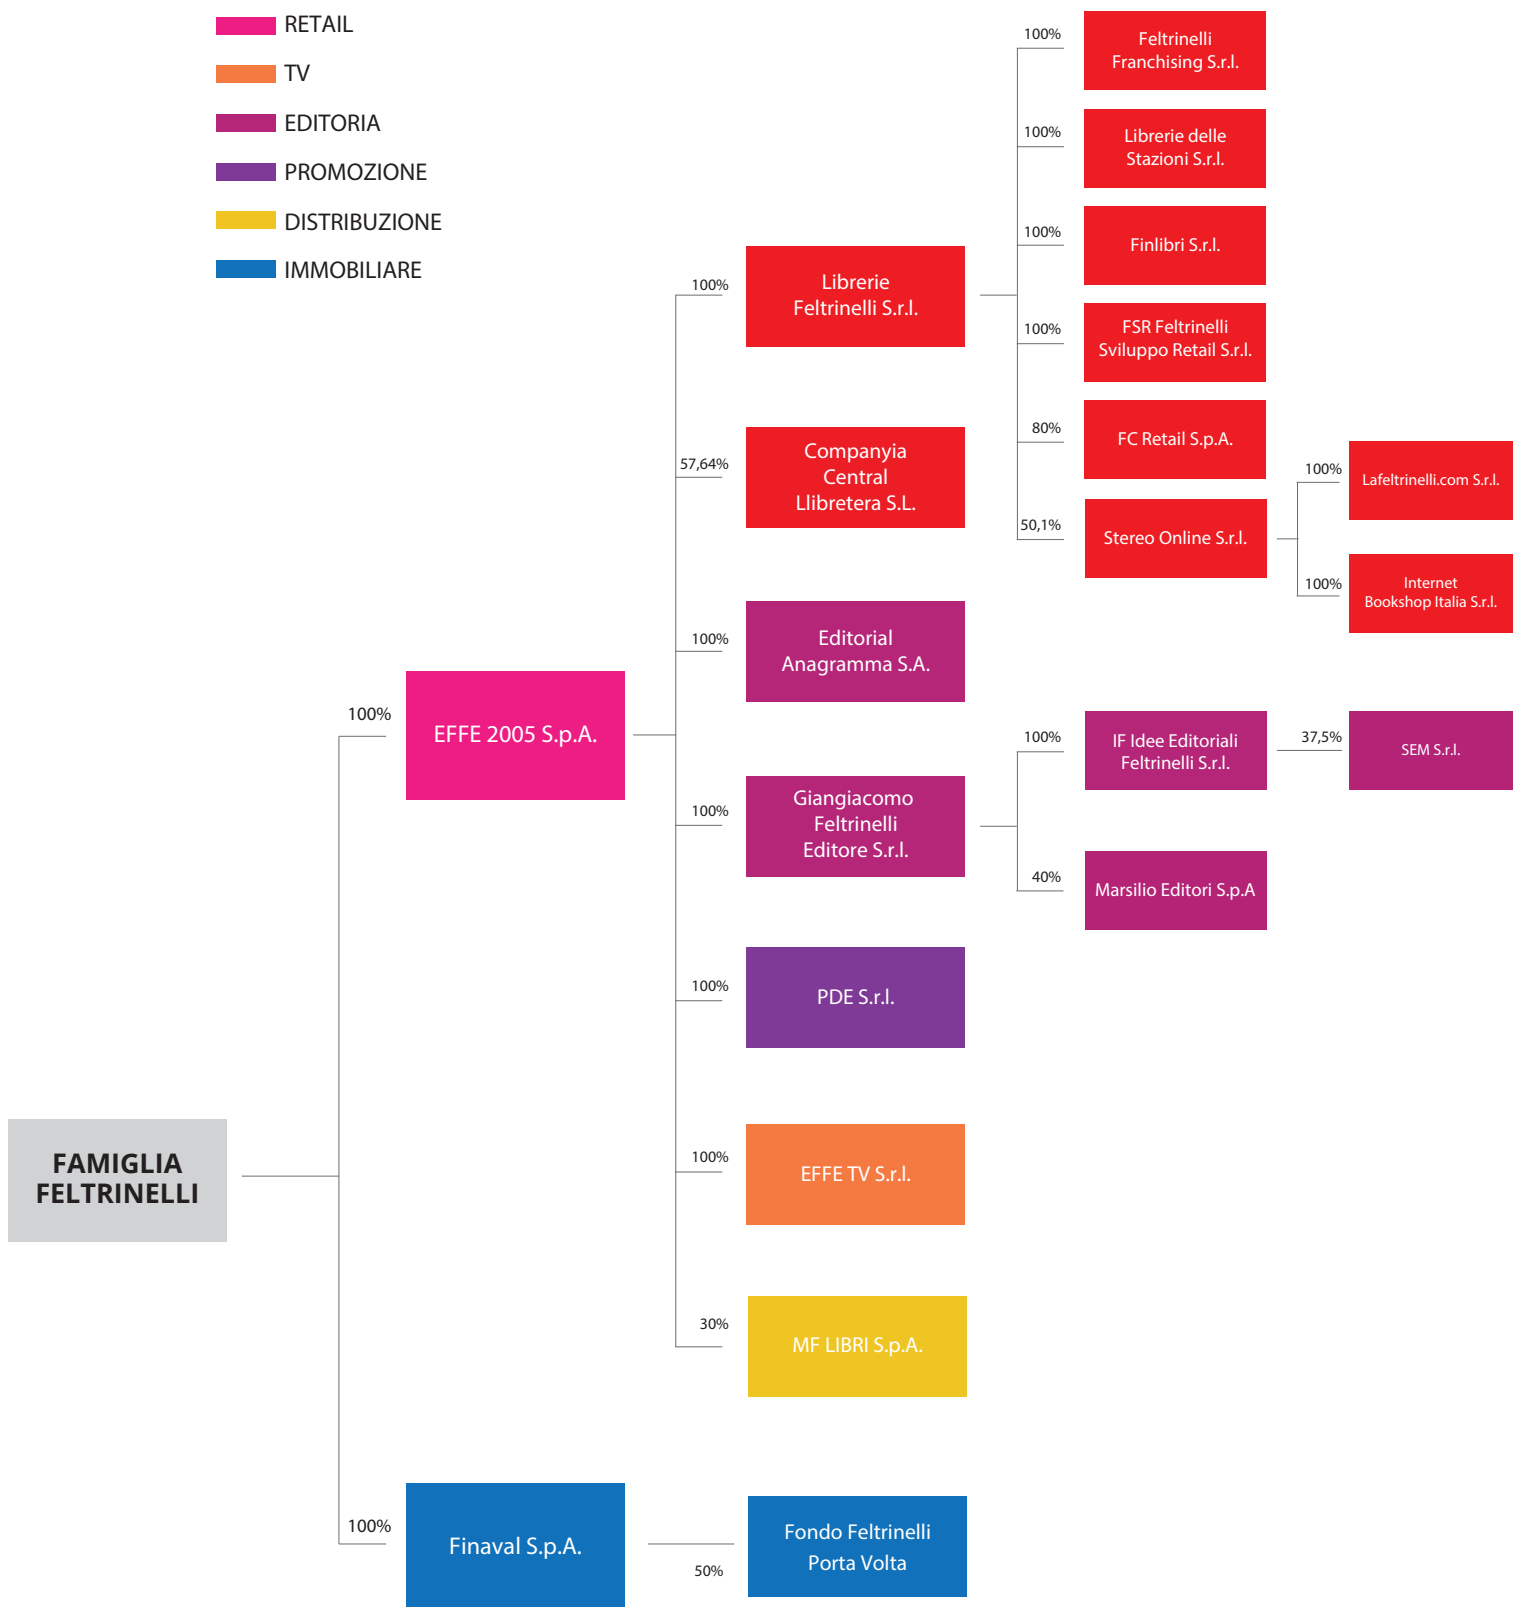 RETAIL
TV
EDITORIA
PROMOZIONE
DISTRIBUZIONE
IMMOBILIARE
FAMIGLIA
FELTRINELLI
100%
EFFE 2005 S.p.A.
100%
Librerie
Feltrinelli S.r.l.
100%
Feltrinelli
Franchising S.r.l.
100%
Librerie delle
Stazioni S.r.l.
100%
Finlibri S.r.l.
100%
FSR Feltrinelli
Sviluppo Retail S.r.l.
80%
FC Retail S.p.A.
50,1%
Stereo Online S.r.l.
100%
Lafeltrinelli.com S.r.l.
100%
Internet
Bookshop Italia S.r.l.
57,64%
Companyia
Central
Llibretera S.L.
100%
Editorial
Anagramma S.A.
100%
Giangiacomo
Feltrinelli
Editore S.r.l.
100%
IF Idee Editoriali
Feltrinelli S.r.l.
37,5%
SEM S.r.l.
40%
Marsilio Editori S.p.A
100%
PDE S.r.l.
100%
EFFE TV S.r.l.
30%
MF LIBRI S.p.A.
100%
Finaval S.p.A.
50%
Fondo Feltrinelli
Porta Volta